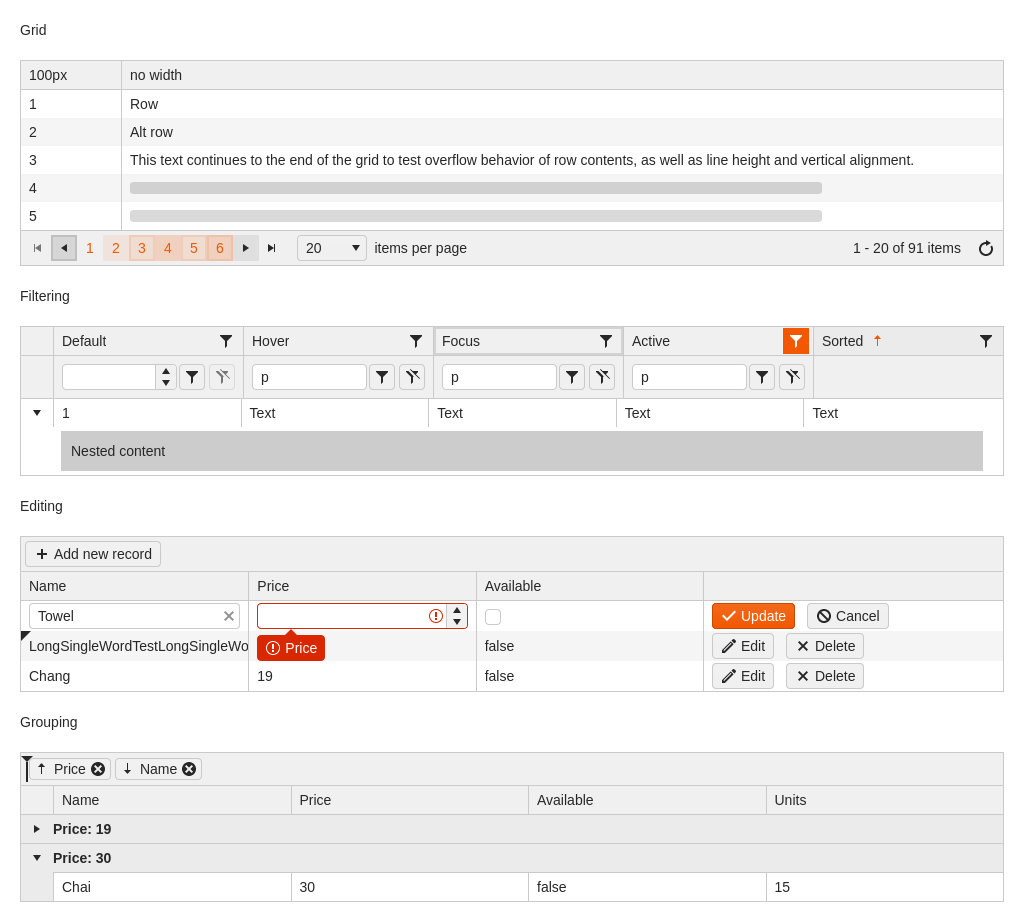 Grid
100px no width
1 Row
2 Alt row
3 This text continues to the end of the grid to test overflow behavior of row contents, as well as line height and vertical alignment.
4
5
1 2 3 4 5 6 20 items per page 1 - 20 of 91 items
Filtering
Default Hover Focus Active Sorted
p p p
1 Text Text Text Text
Nested content
Editing
Add new record
Name Price Available
Towel Update Cancel
LongSingleWordTestLongSingleWo Price false Edit Delete
Chang 19 false Edit Delete
Grouping
Price Name
Name Price Available Units
Price: 19
Price: 30
Chai 30 false 15